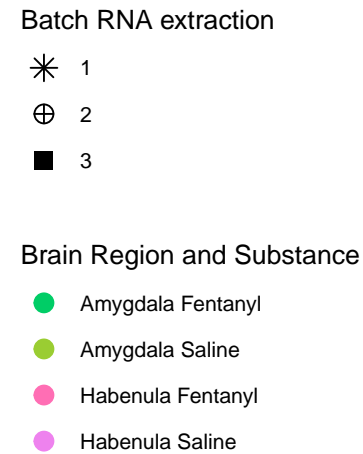 Batch RNA extraction
1
2
3
Brain Region and Substance
Amygdala Fentanyl
Amygdala Saline
Habenula Fentanyl
Habenula Saline